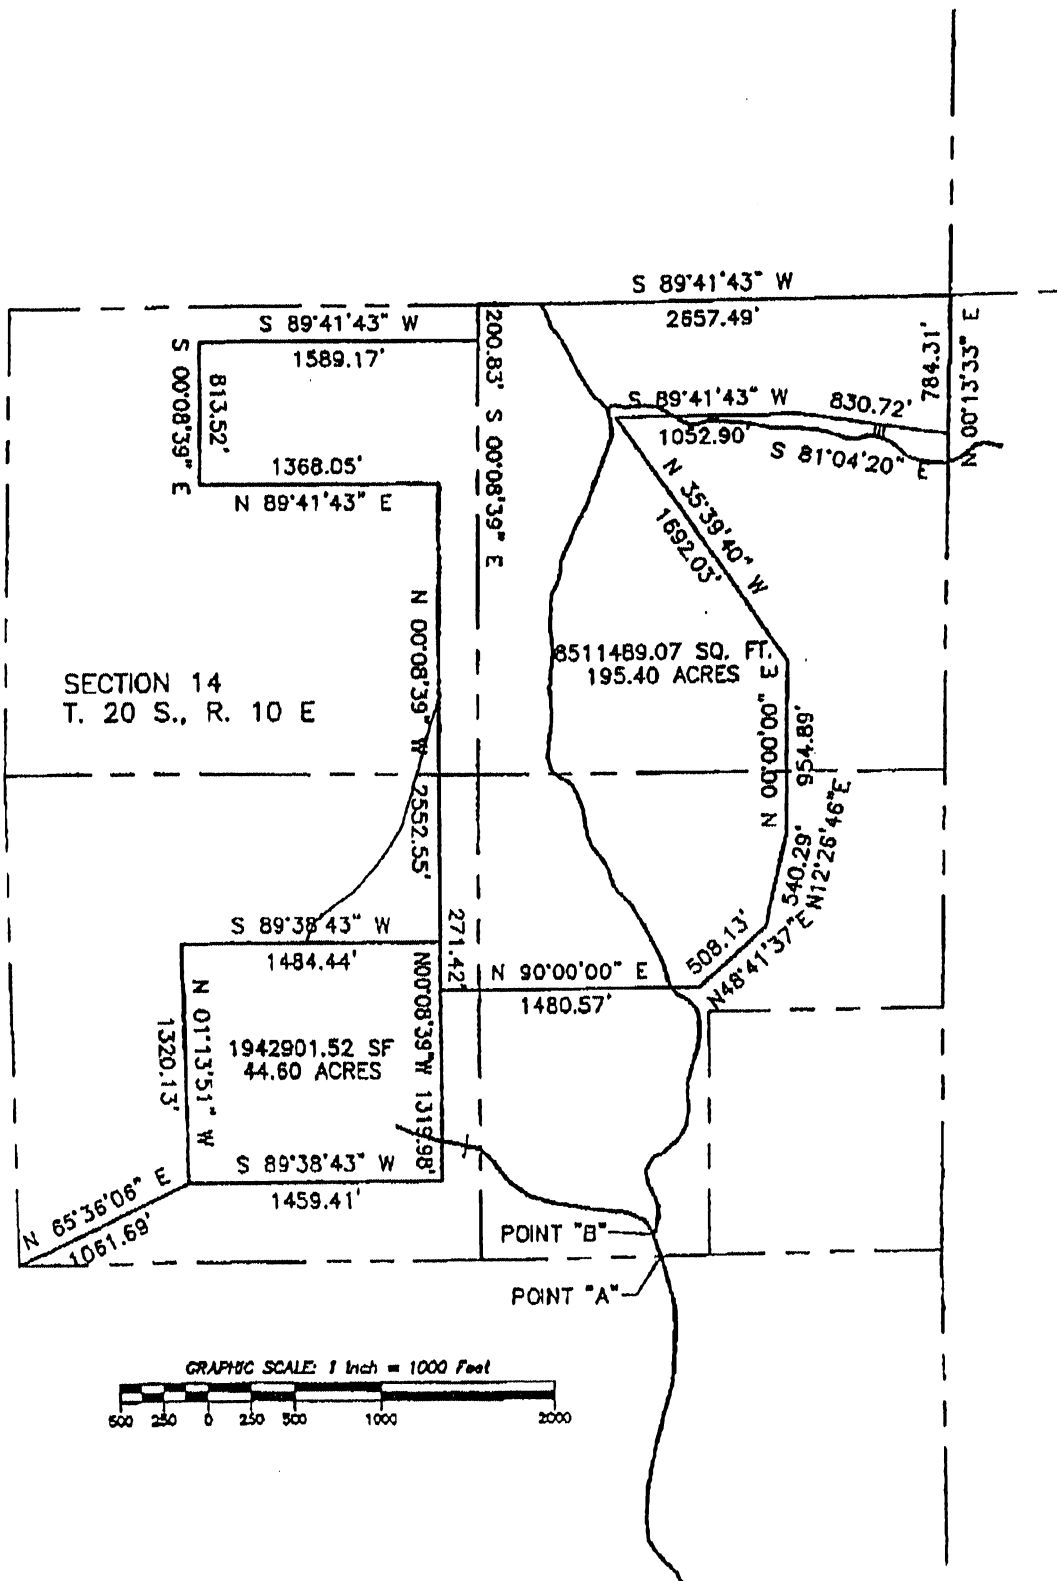 S 89°41'43" W
2657.49'
S 89°41'43" W
1589.17'
200.83' S 00°08'39" E
784.31'
N 00°13'33" E
S 00°08'39" E
813.52'
S 89°41'43" W
830.72'
1052.90'
S 81°04'20" E
1368.05'
N 89°41'43" E
N 35°39'40" W
1692.03'
N 00°08'39" W 2552.55'
8511489.07 SQ. FT.
195.40 ACRES
SECTION 14
T. 20 S., R. 10 E
N 00°00'00" E
954.89'
540.29'
N12°26'46"E
508.13'
N48°41'37"E
S 89°38'43" W
1484.44'
271.42'
N 90°00'00" E
1480.57'
N00°08'39"W 1319.98'
N 01°13'51" W
1320.13'
1942901.52 SF
44.60 ACRES
S 89°38'43" W
1459.41'
N 65°36'06" E
1061.69'
POINT "B"
POINT "A"
GRAPHIC SCALE: 1 Inch = 1000 Feet
500 250 0 250 500 1000 2000